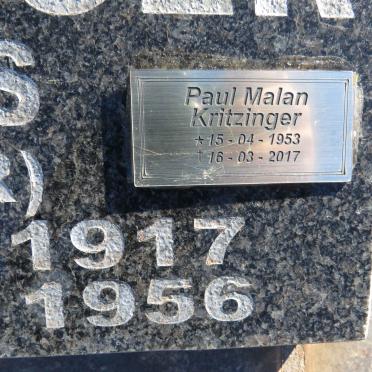 Paul Malan
Kritzinger
* 15 - 04 - 1953
† 16 - 03 - 2017
S
R)
1917
1956